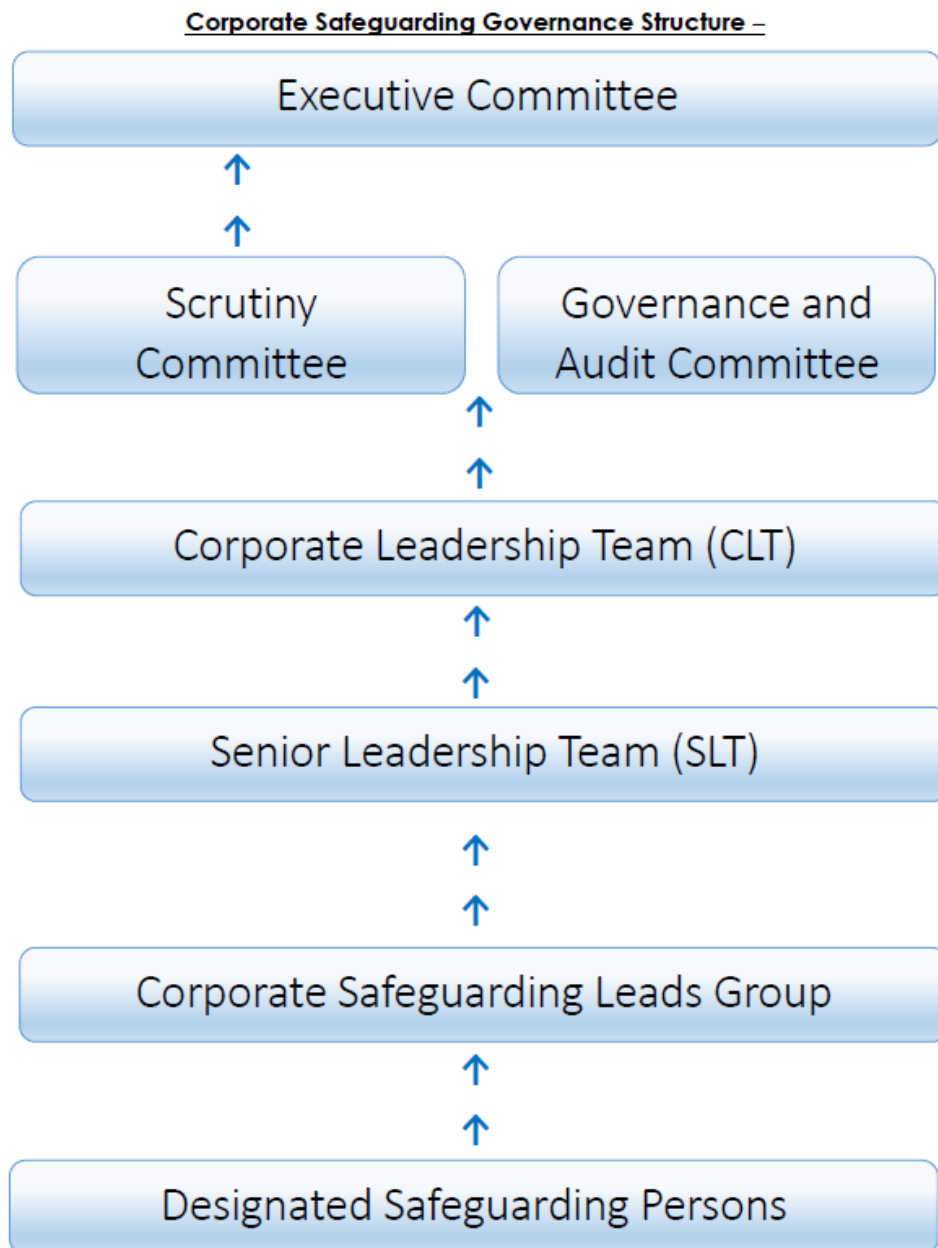 Corporate Safeguarding Governance Structure –
Executive Committee
Scrutiny
Committee
Governance and
Audit Committee
Corporate Leadership Team (CLT)
Senior Leadership Team (SLT)
Corporate Safeguarding Leads Group
Designated Safeguarding Persons